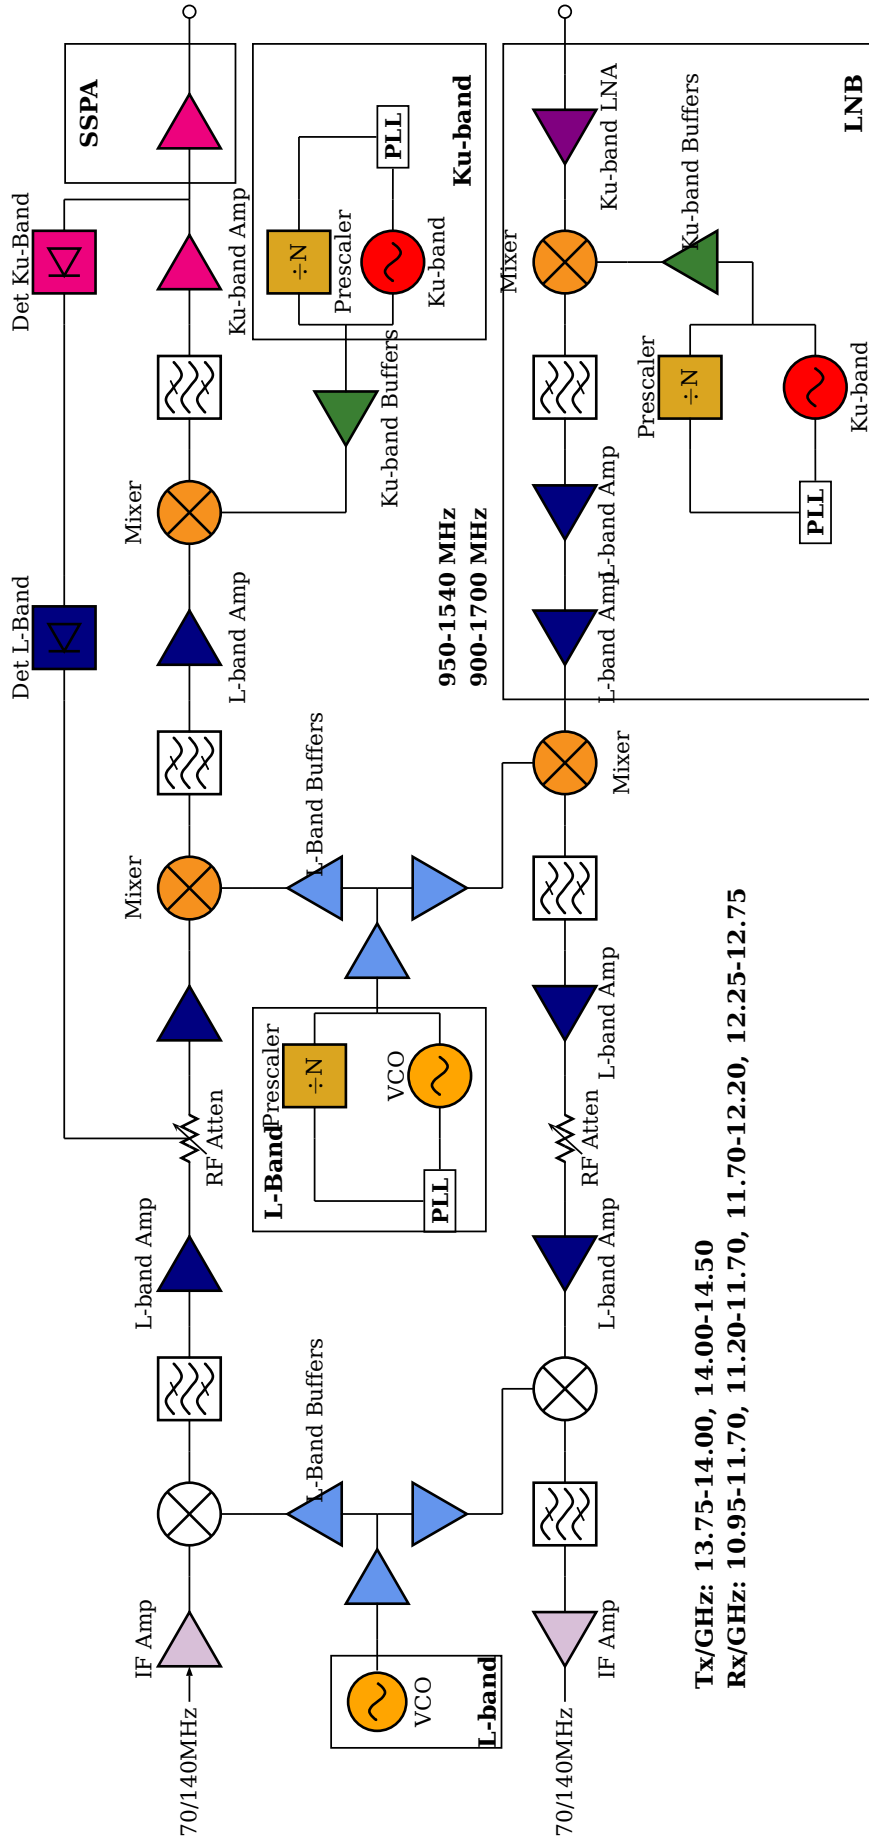 70/140MHz
IF Amp
L-band Amp
RF Atten
Mixer
L-band Amp
Mixer
Ku-band Amp
SSPA
Det L-Band
Det Ku-Band
L-band
VCO
L-Band Buffers
L-Band
PLL
÷N
Prescaler
VCO
L-Band Buffers
Ku-band Buffers
Ku-band
÷N
Prescaler
PLL
Ku-band
950-1540 MHz
900-1700 MHz
70/140MHz
IF Amp
L-band Amp
RF Atten
L-band Amp
Mixer
L-band Amp
L-band Amp
Mixer
Ku-band LNA
Ku-band Buffers
Prescaler
÷N
PLL
Ku-band
LNB
Tx/GHz: 13.75-14.00, 14.00-14.50
Rx/GHz: 10.95-11.70, 11.20-11.70, 11.70-12.20, 12.25-12.75